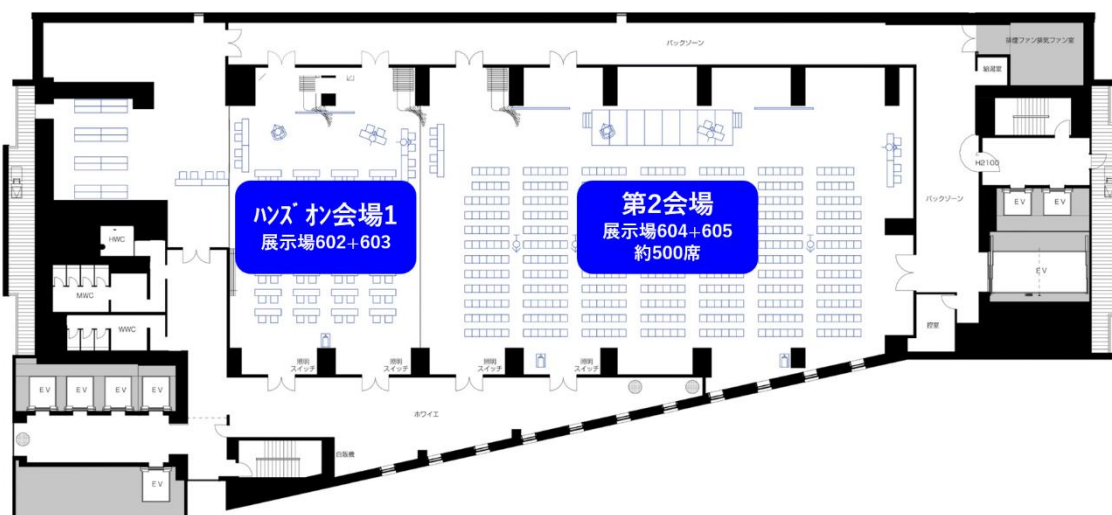 バックゾーン
排煙ファン排気ファン室
給湯室
H2100
ハンズオン会場1
展示場602+603
第2会場
展示場604+605
約500席
バックゾーン
EV
EV
HWC
EV
MWC
WWC
控室
照明
スイッチ
照明
スイッチ
照明
スイッチ
照明
スイッチ
EV
EV
EV
EV
ホワイエ
自販機
EV